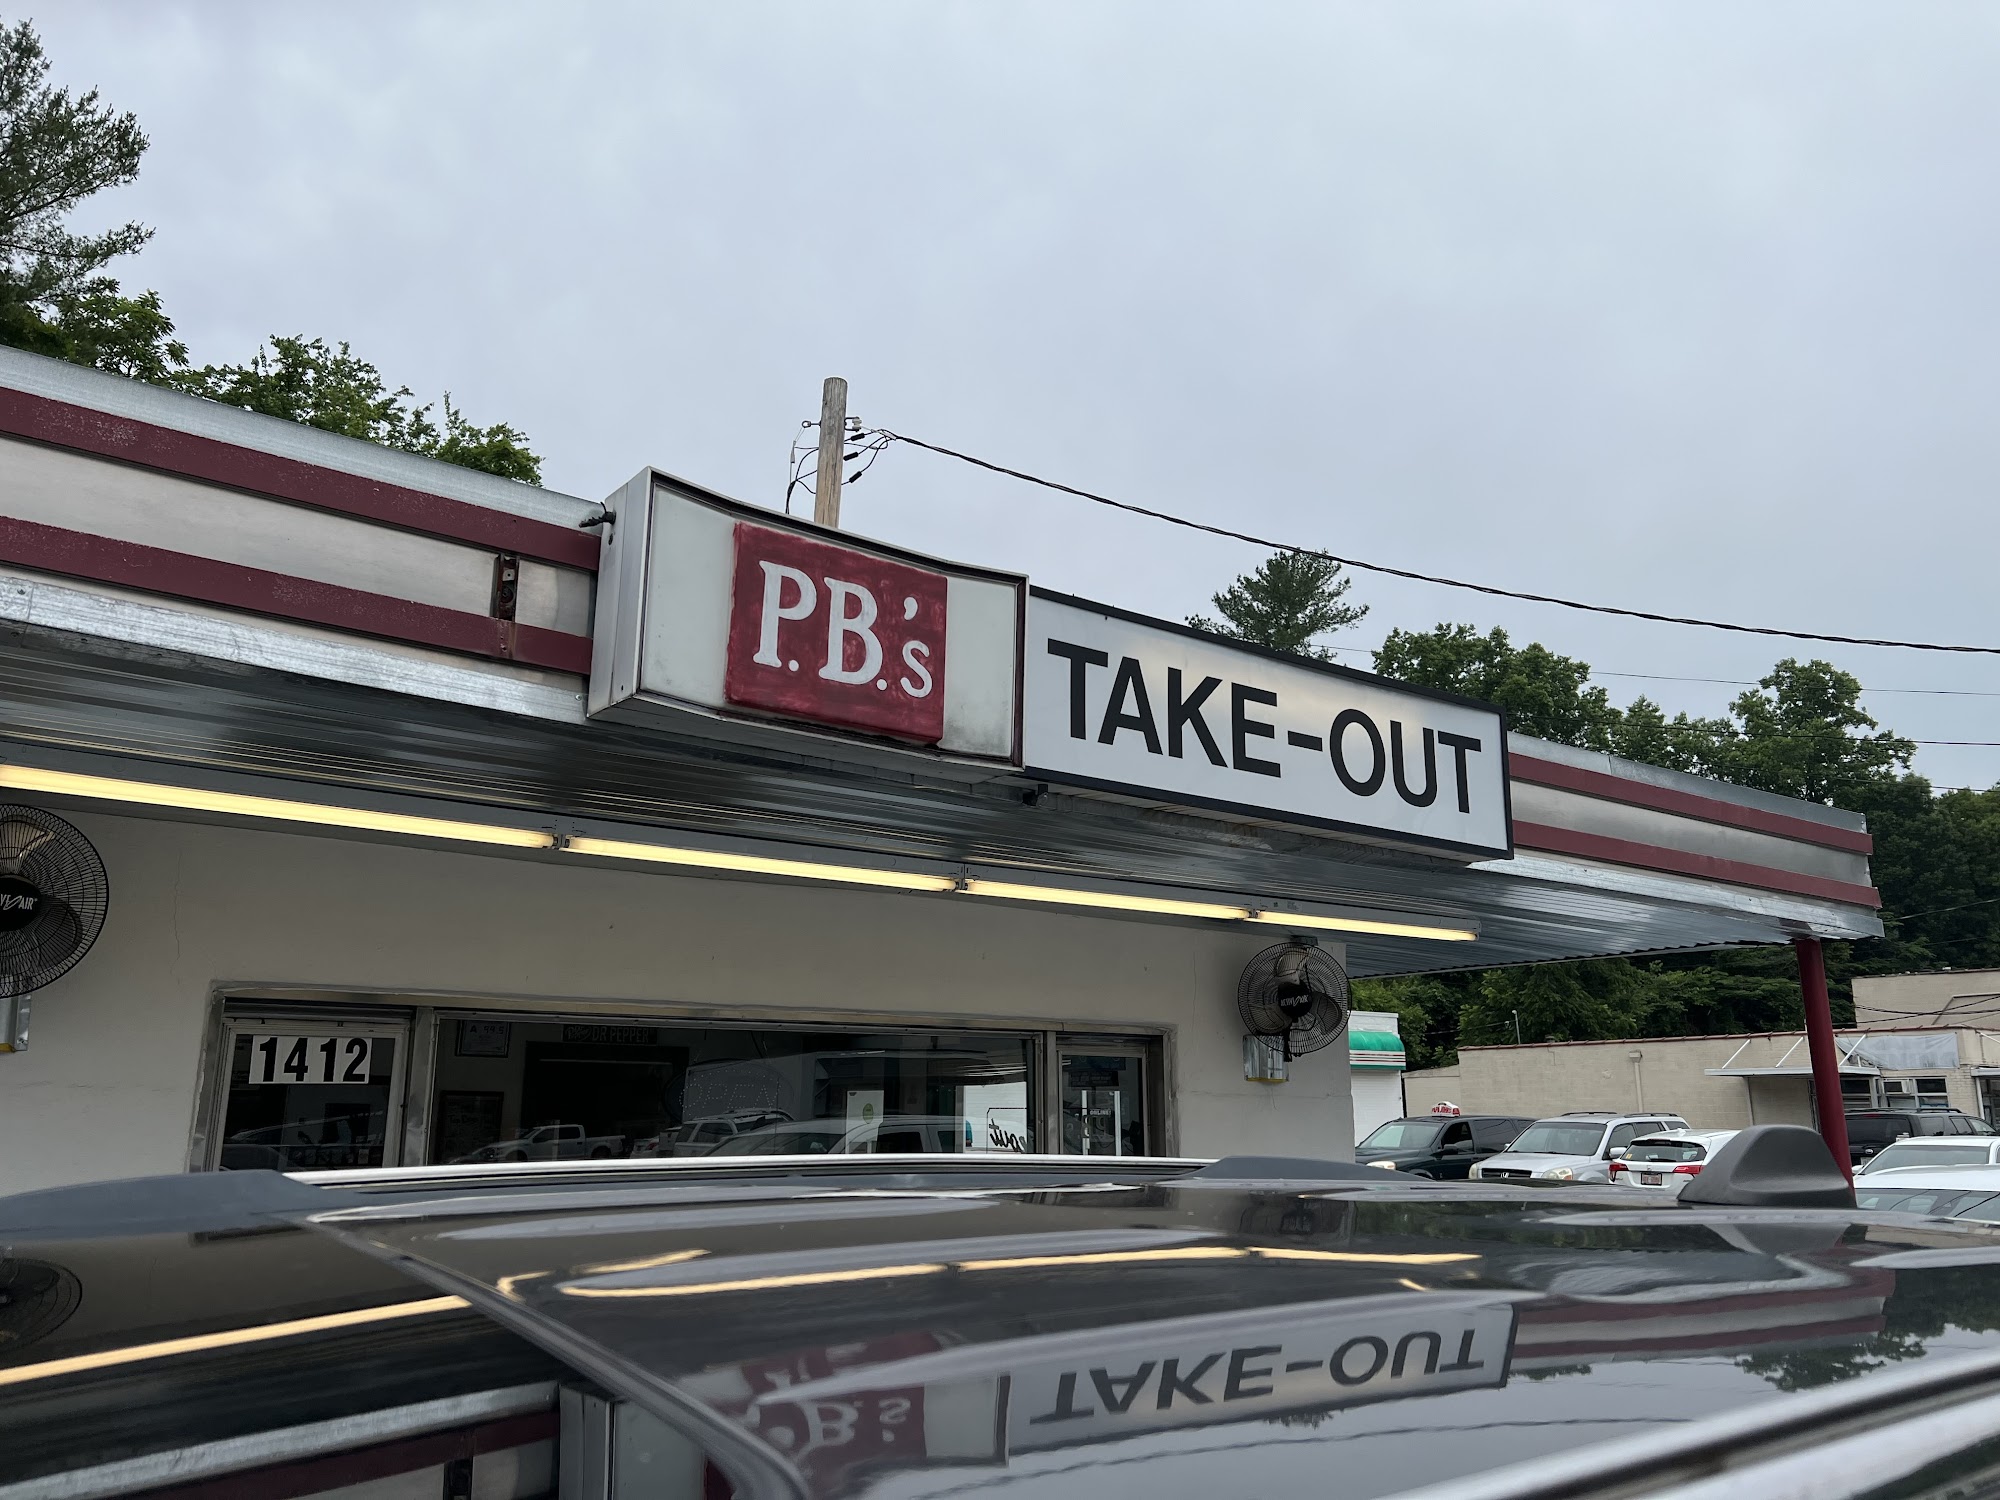 P.B.'s
TAKE-OUT
1412
DR PEPPER
TAKE-OUT